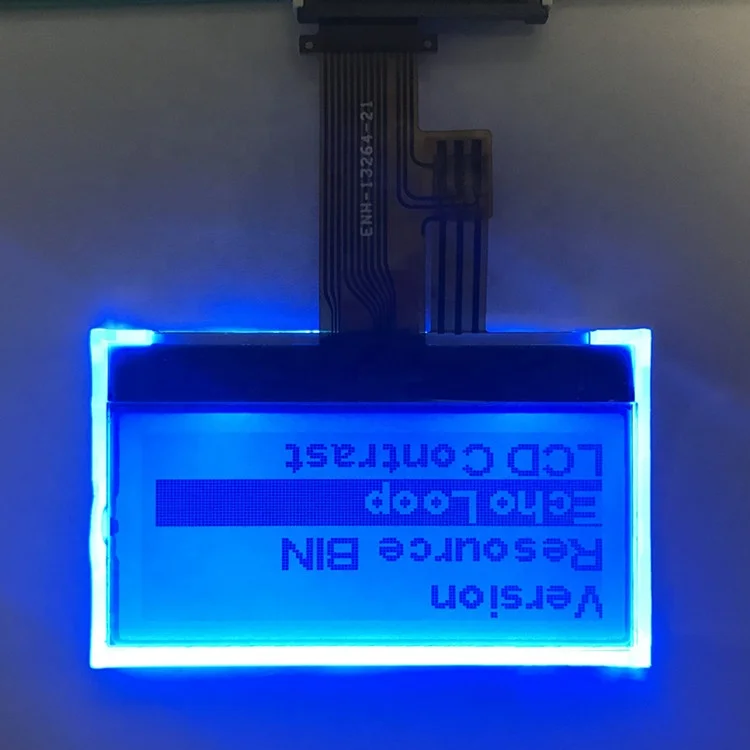 ENH-13264-21
Version
Resource BIN
Echo Loop
LCD Contrast